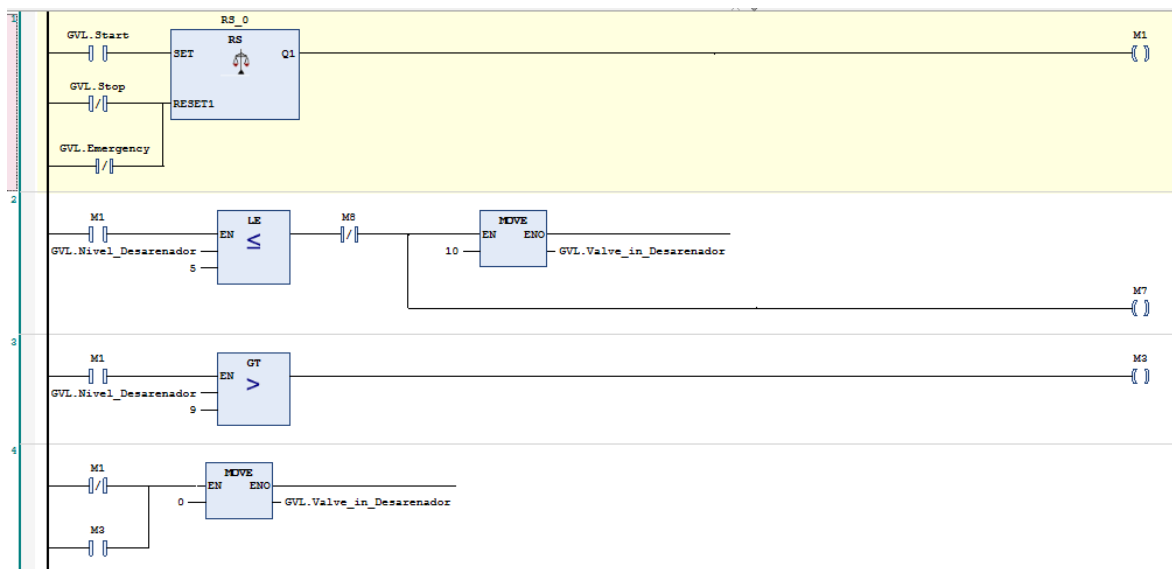 1
RS_0
GVL.Start
RS
M1
SET
Q1
GVL.Stop
RESET1
GVL.Emergency
2
M1
LE
M8
MOVE
EN
≤
EN
ENO
GVL.Nivel_Desarenador
10
GVL.Valve_in_Desarenador
5
M7
3
M1
GT
M3
EN
>
GVL.Nivel_Desarenador
9
4
M1
MOVE
EN
ENO
0
GVL.Valve_in_Desarenador
M3